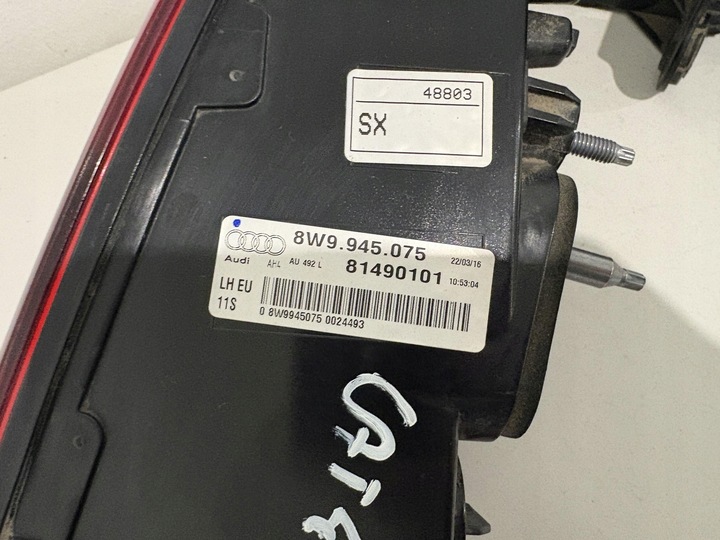 48803
SX
8W9.945.075
22/03/16
Audi AHL AU 492 L 81490101 10:53:04
LH EU
11S
0 8W9945075 0024493